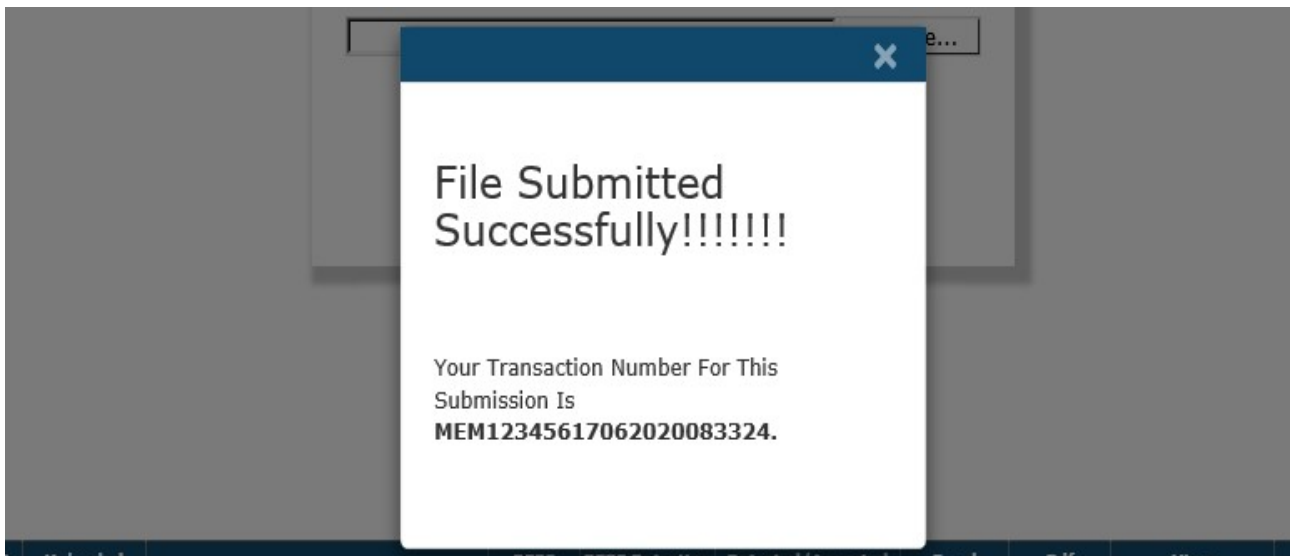 e...
File Submitted
Successfully!!!!!!!
Your Transaction Number For This
Submission Is
MEM12345617062020083324.